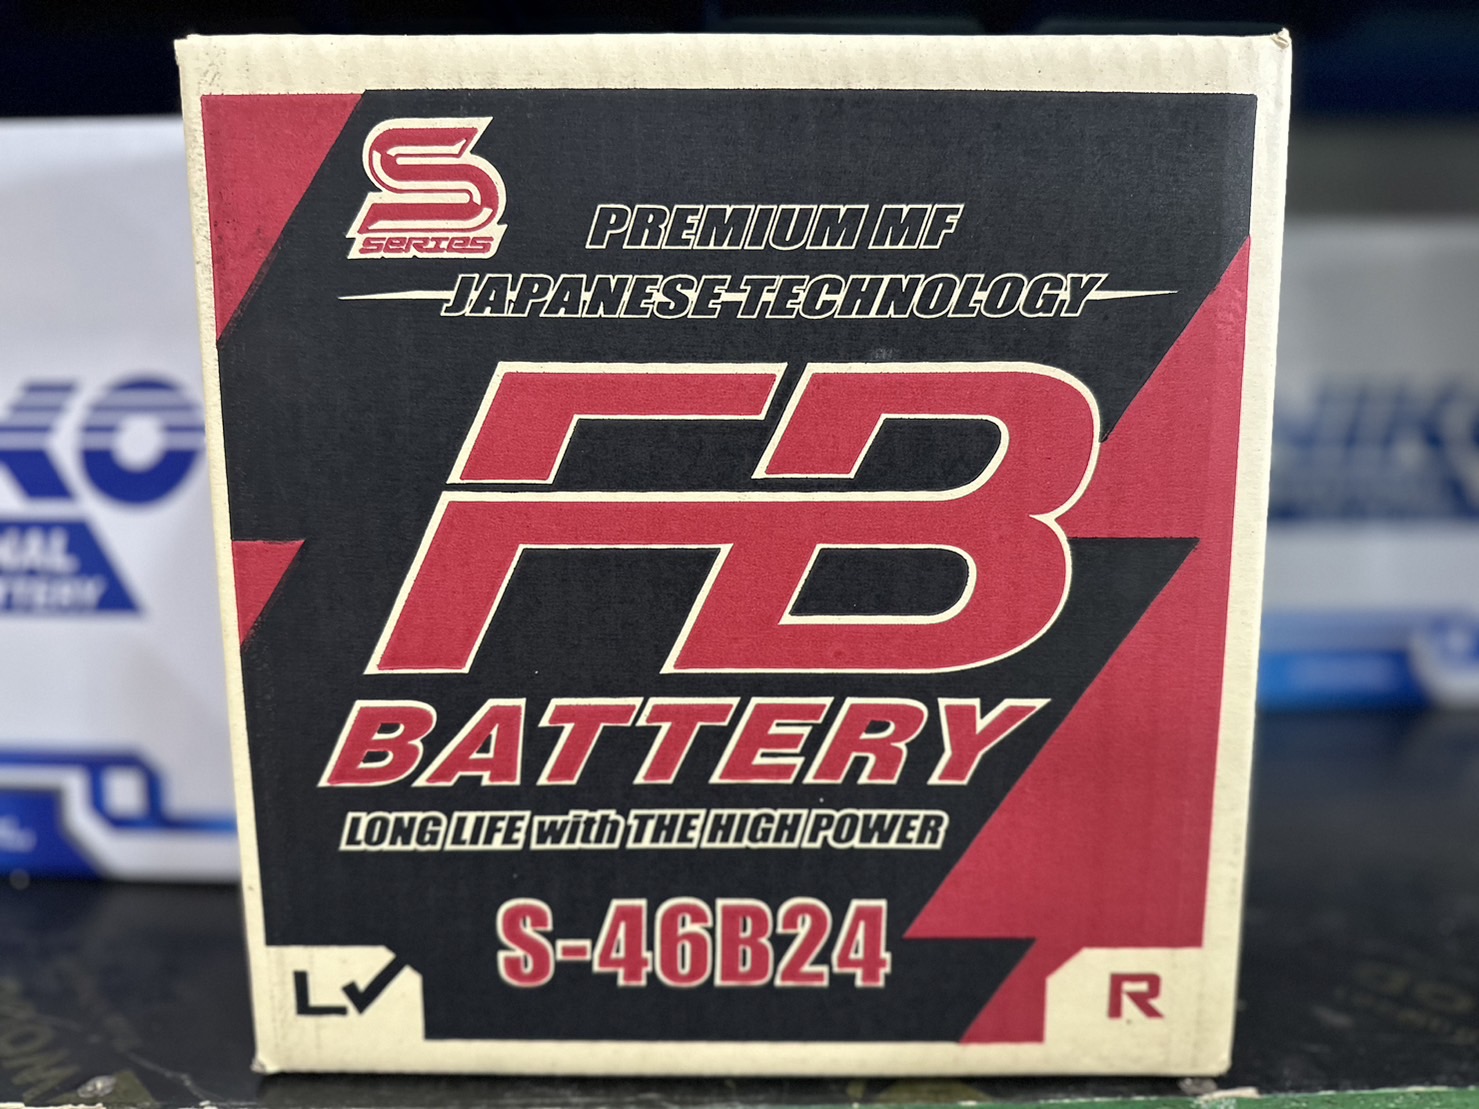 S
SERIES
PREMIUM MF
JAPANESE-TECHNOLOGY
FB
BATTERY
LONG LIFE with THE HIGH POWER
S-46B24
L✓
R